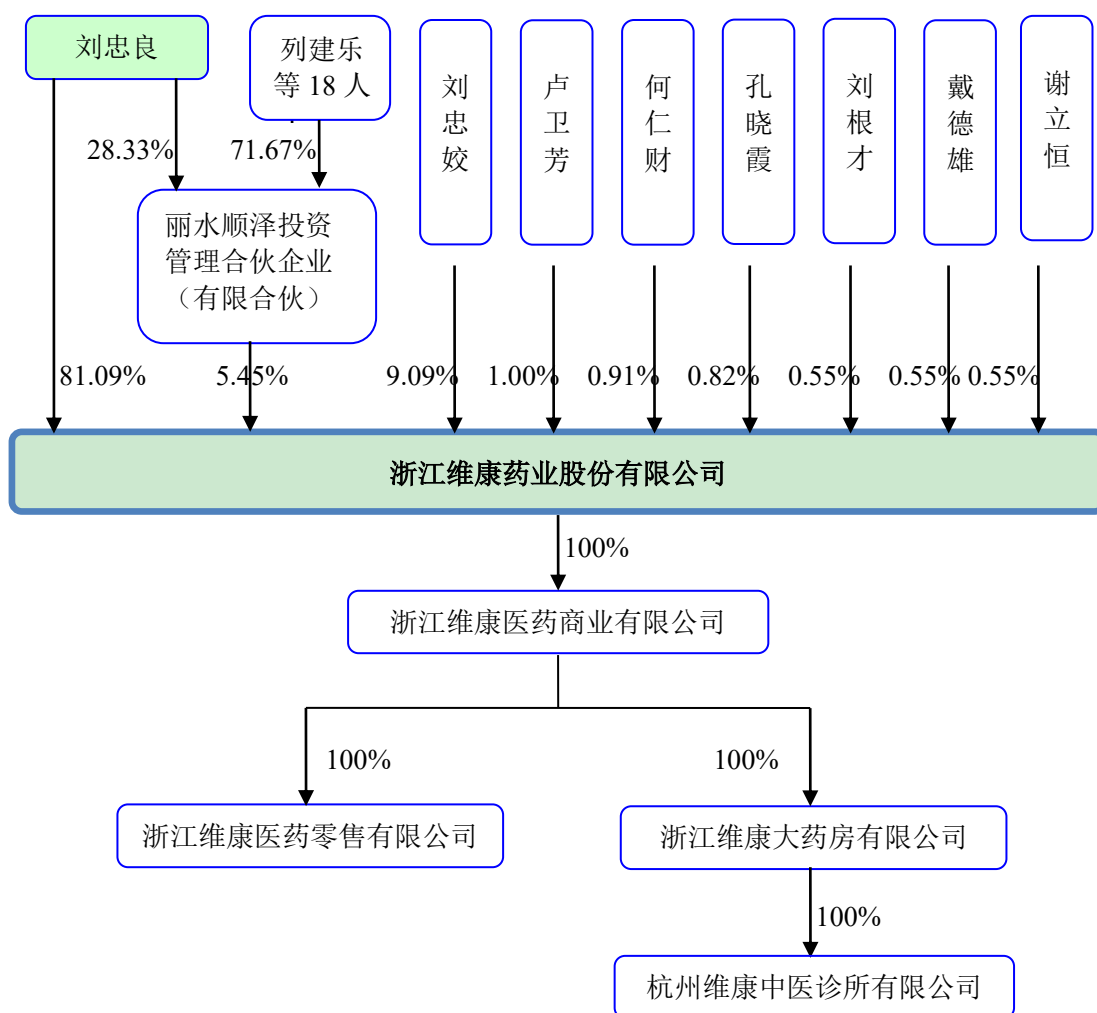 刘忠良
列建乐
等 18 人
刘忠姣
卢卫芳
何仁财
孔晓霞
刘根才
戴德雄
谢立恒
28.33%
71.67%
丽水顺泽投资
管理合伙企业
（有限合伙）
81.09%
5.45%
9.09%
1.00%
0.91%
0.82%
0.55%
0.55%
0.55%
浙江维康药业股份有限公司
100%
浙江维康医药商业有限公司
100%
100%
浙江维康医药零售有限公司
浙江维康大药房有限公司
100%
杭州维康中医诊所有限公司